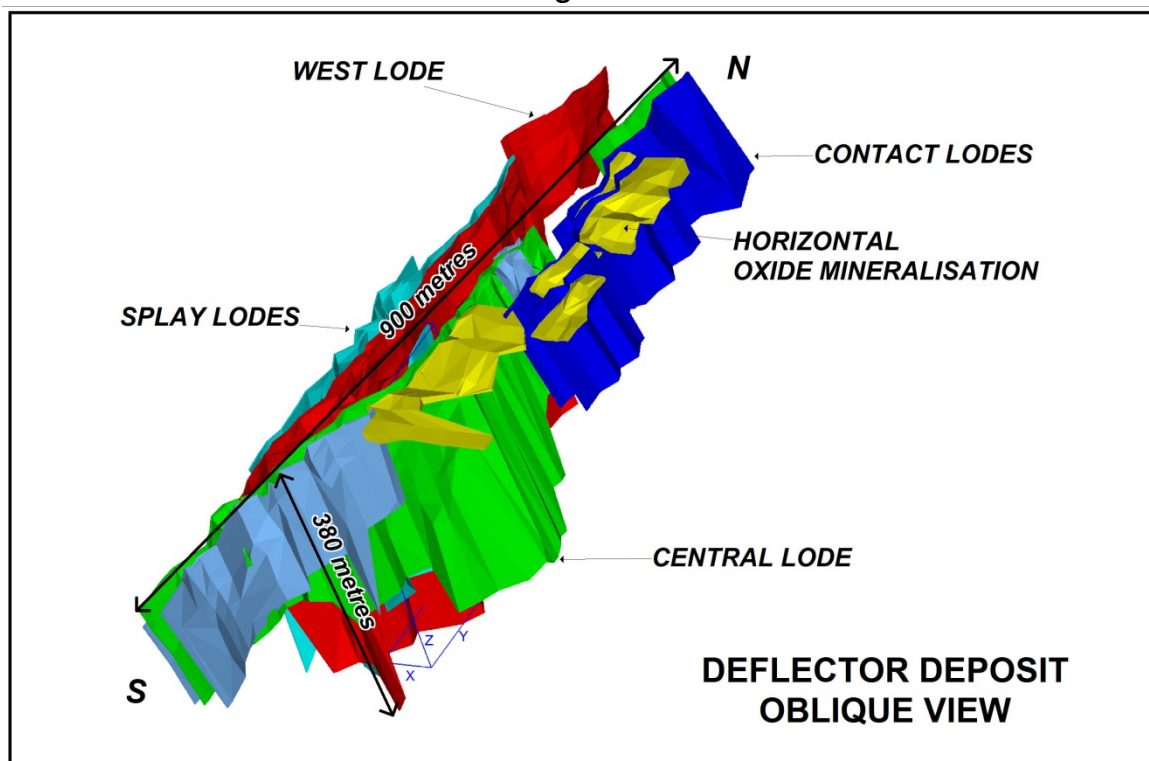 g
WEST LODE
N
CONTACT LODES
HORIZONTAL
OXIDE MINERALISATION
SPLAY LODES
900 metres
380 metres
CENTRAL LODE
Z
Y
X
S
DEFLECTOR DEPOSIT
OBLIQUE VIEW